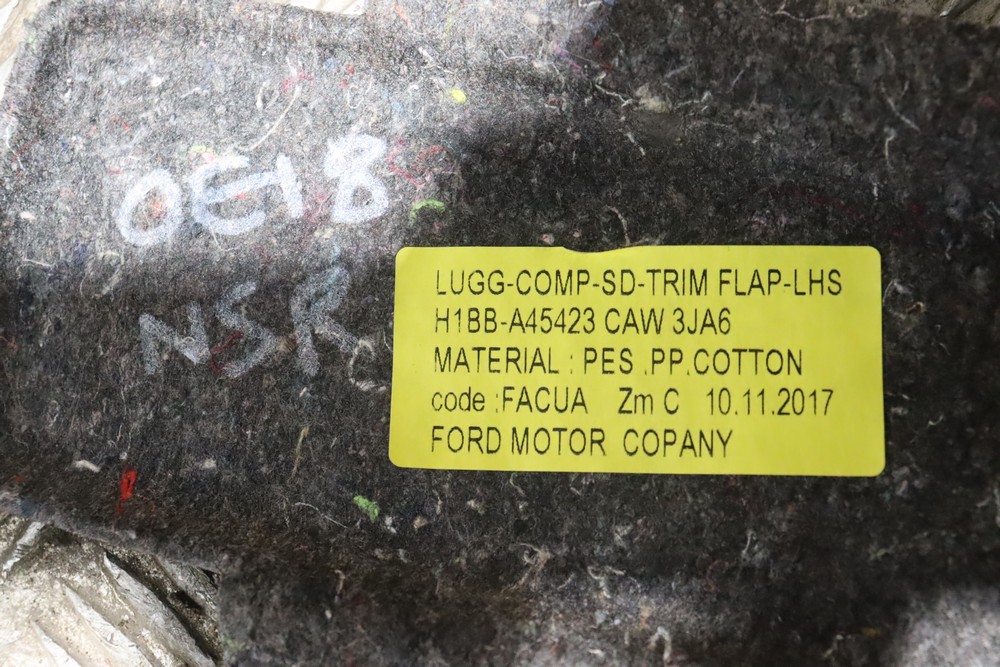 OE18
NSR
LUGG-COMP-SD-TRIM FLAP-LHS
H1BB-A45423 CAW 3JA6
MATERIAL : PES .PP.COTTON
code :FACUA Zm C 10.11.2017
FORD MOTOR COPANY